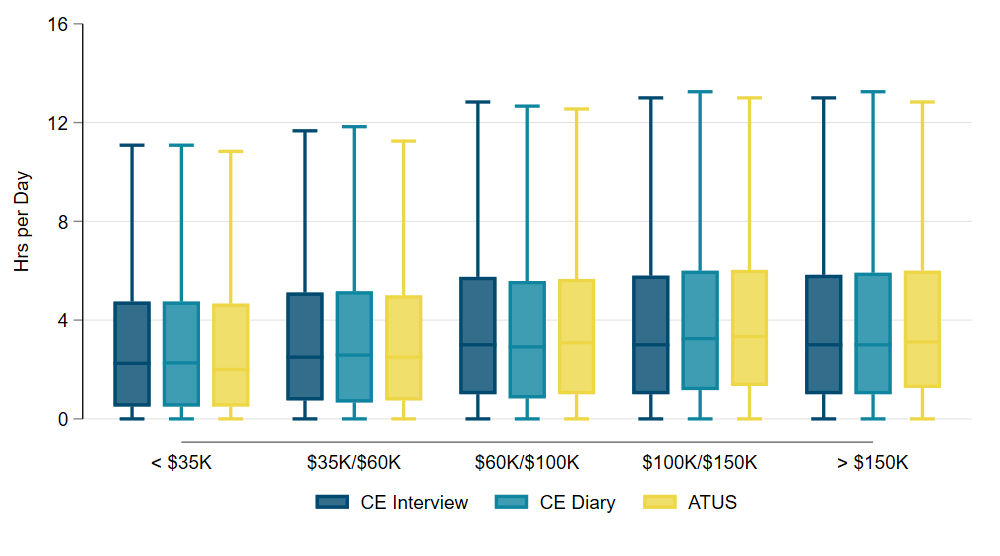 16
12
8
4
0
Hrs per Day
< $35K $35K/$60K $60K/$100K $100K/$150K > $150K
CE Interview CE Diary ATUS